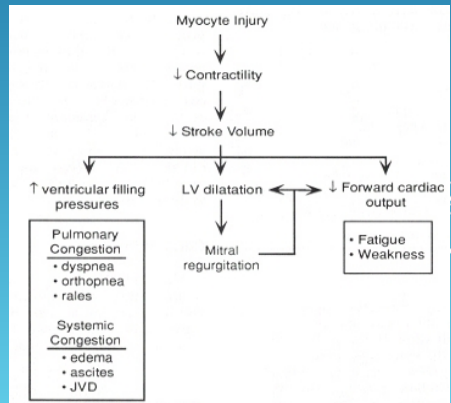 Myocyte Injury
↓ Contractility
↓ Stroke Volume
↑ ventricular filling
pressures
LV dilatation
↓ Forward cardiac
output
Pulmonary
Congestion
• dyspnea
• orthopnea
• rales
Systemic
Congestion
• edema
• ascites
• JVD
Mitral
regurgitation
• Fatigue
• Weakness